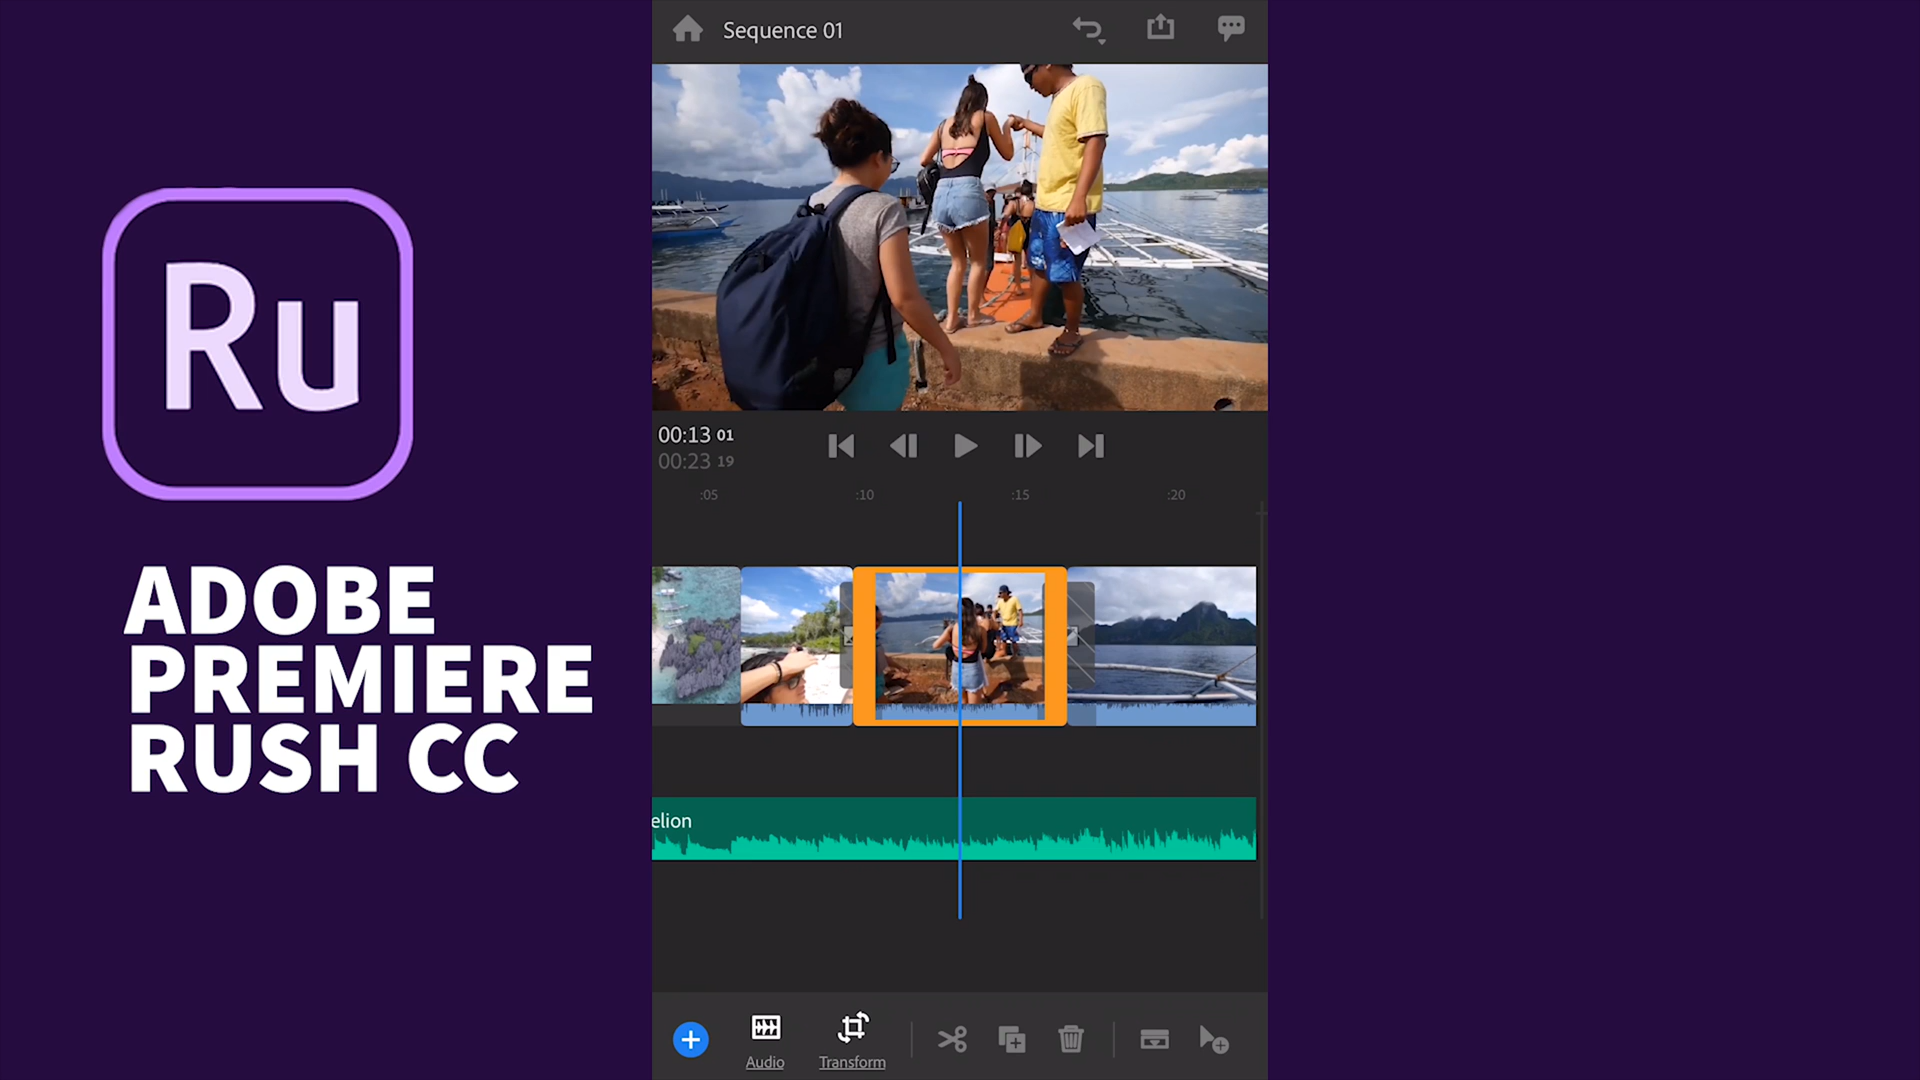 Sequence 01
Ru
ADOBE
PREMIERE
RUSH CC
00:13 01
00:23 19
:05 :10 :15 :20
elion
Audio Transform